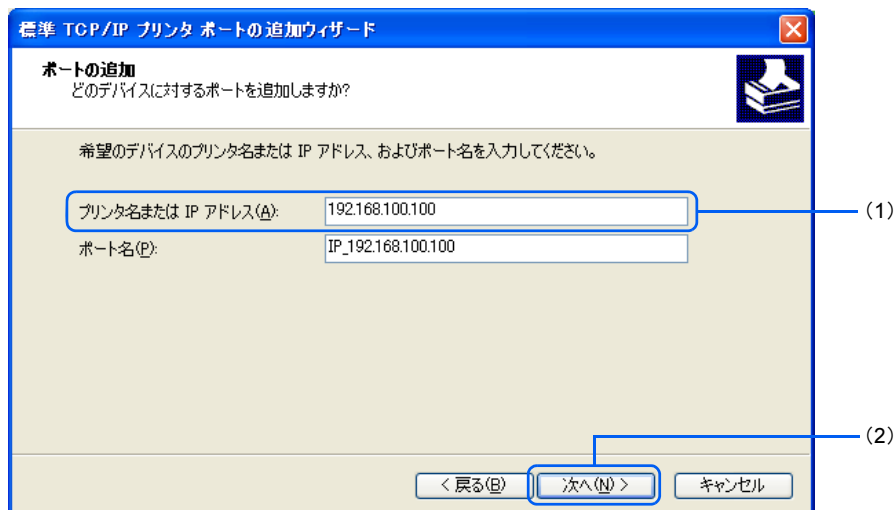 標準 TCP/IP プリンタ ポートの追加ウィザード
ポートの追加
どのデバイスに対するポートを追加しますか?
希望のデバイスのプリンタ名または IP アドレス、およびポート名を入力してください。
プリンタ名または IP アドレス(A): 192.168.100.100 (1)
ポート名(P): IP_192.168.100.100
(2)
< 戻る(B) 次へ(N) > キャンセル